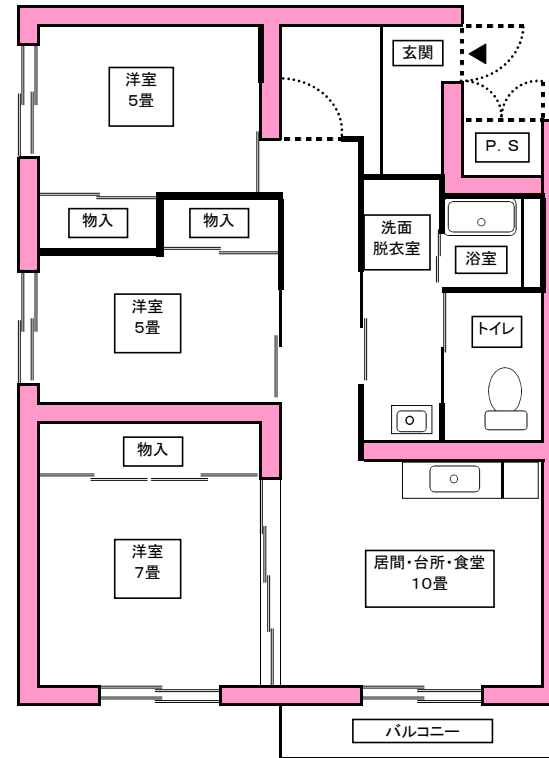 玄関
洋室
5畳
P. S
物入
物入
洗面
脱衣室
浴室
洋室
5畳
トイレ
物入
洋室
7畳
居間・台所・食堂
10畳
バルコニー